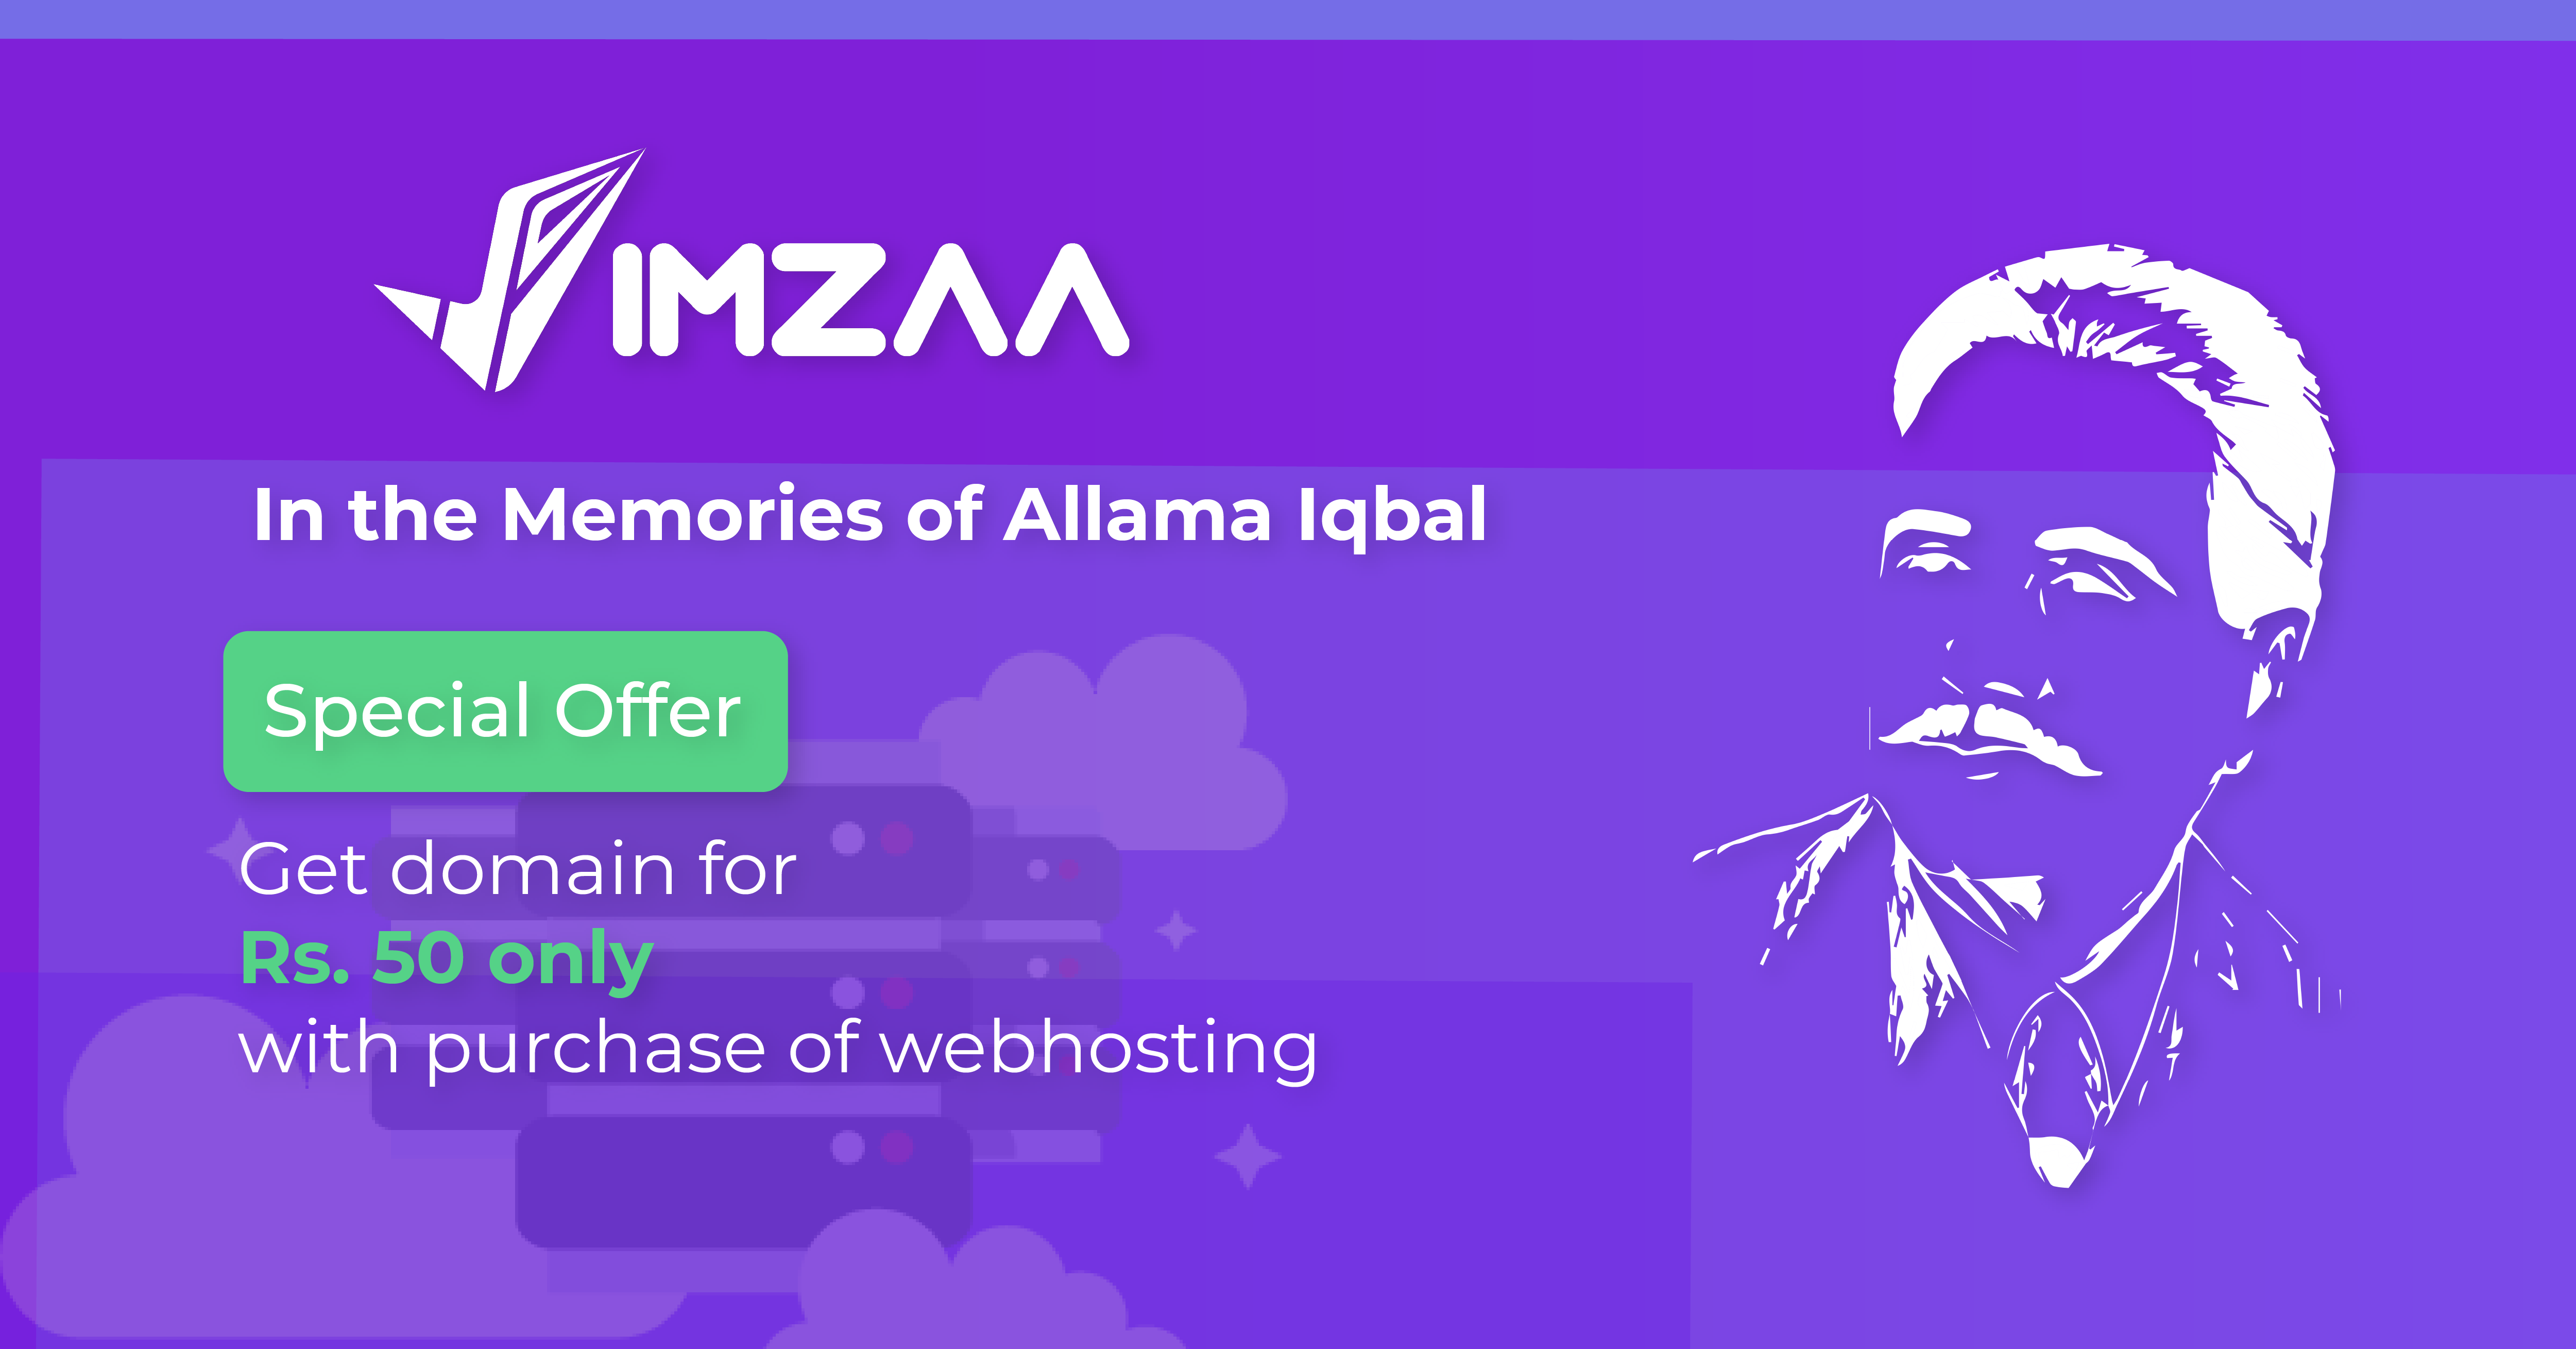 IMZAA
In the Memories of Allama Iqbal
Special Offer
Get domain for
Rs. 50 only
with purchase of webhosting